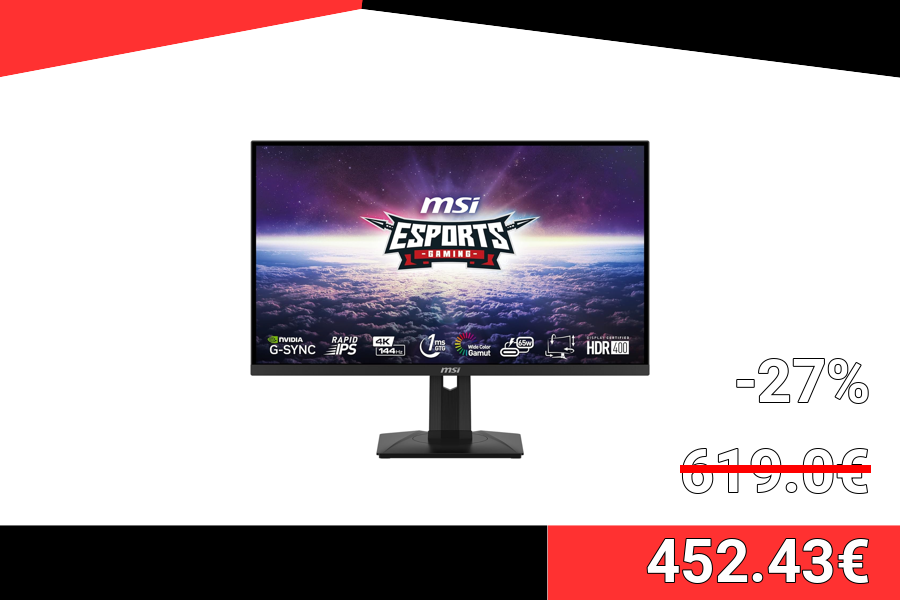 msi
ESPORTS
GAMING
NVIDIA G-SYNC
RAPID IPS
4K 144Hz
1ms GTG
Wide Color Gamut
65W
DISPLAY CERTIFIED HDR 400
msi
-27%
619.0€
452.43€